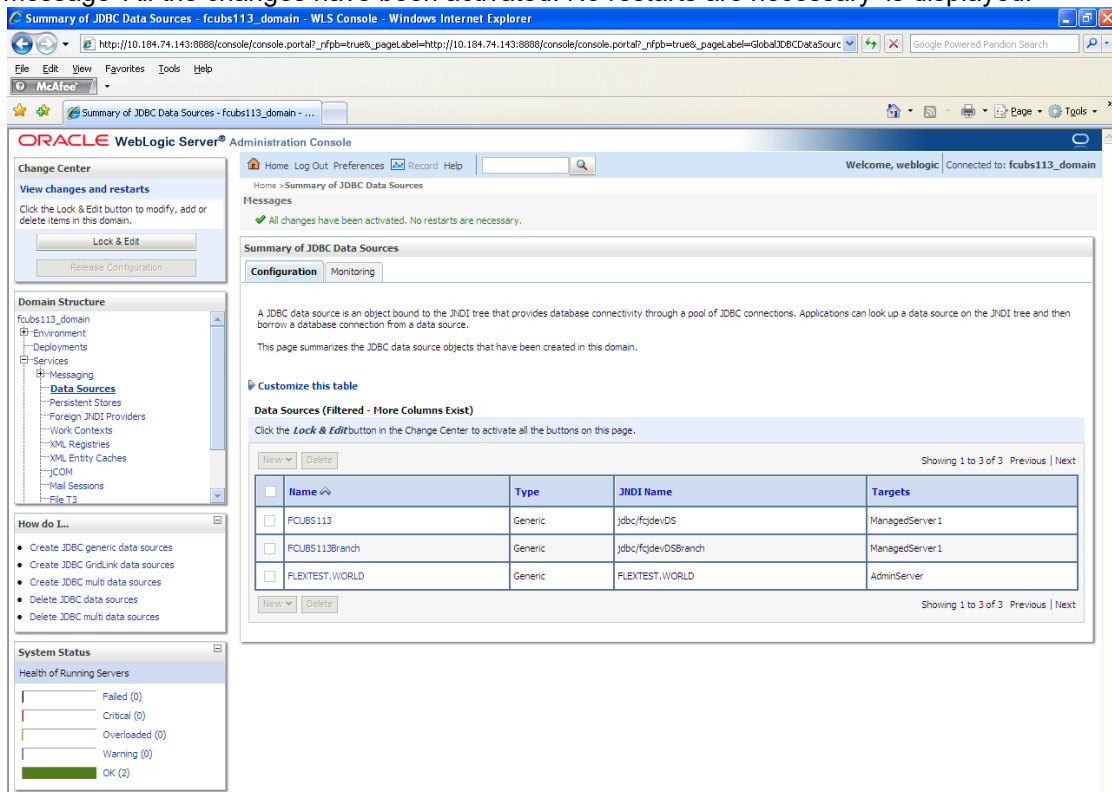 message 'All the changes have been activated. No restarts are necessary' is displayed.
Summary of JDBC Data Sources - fcubs113_domain - WLS Console - Windows Internet Explorer
http://10.184.74.143:8888/console/console.portal?_nfpb=true&_pageLabel=http://10.184.74.143:8888/console/console.portal?_nfpb=true&_pageLabel=GlobalJDBCDataSourc
Google Powered Pandion Search
File Edit View Favorites Tools Help
McAfee
Summary of JDBC Data Sources - fcubs113_domain - ...
Page Tools
ORACLE WebLogic Server® Administration Console
Change Center
View changes and restarts
Click the Lock & Edit button to modify, add or
delete items in this domain.
Lock & Edit
Release Configuration
Domain Structure
fcubs113_domain
Environment
Deployments
Services
Messaging
Data Sources
Persistent Stores
Foreign JNDI Providers
Work Contexts
XML Registries
XML Entity Caches
jCOM
Mail Sessions
File T3
How do I...
Create JDBC generic data sources
Create JDBC GridLink data sources
Create JDBC multi data sources
Delete JDBC data sources
Delete JDBC multi data sources
System Status
Health of Running Servers
Failed (0)
Critical (0)
Overloaded (0)
Warning (0)
OK (2)
Home Log Out Preferences Record Help
Welcome, weblogic Connected to: fcubs113_domain
Home >Summary of JDBC Data Sources
Messages
All changes have been activated. No restarts are necessary.
Summary of JDBC Data Sources
Configuration Monitoring
A JDBC data source is an object bound to the JNDI tree that provides database connectivity through a pool of JDBC connections. Applications can look up a data source on the JNDI tree and then
borrow a database connection from a data source.
This page summarizes the JDBC data source objects that have been created in this domain.
Customize this table
Data Sources (Filtered - More Columns Exist)
Click the Lock & Edit button in the Change Center to activate all the buttons on this page.
New Delete Showing 1 to 3 of 3 Previous | Next
Name Type JNDI Name Targets
FCUBS113 Generic jdbc/fcjdevDS ManagedServer1
FCUBS113Branch Generic jdbc/fcjdevDSBranch ManagedServer1
FLEXTEST.WORLD Generic FLEXTEST.WORLD AdminServer
New Delete Showing 1 to 3 of 3 Previous | Next